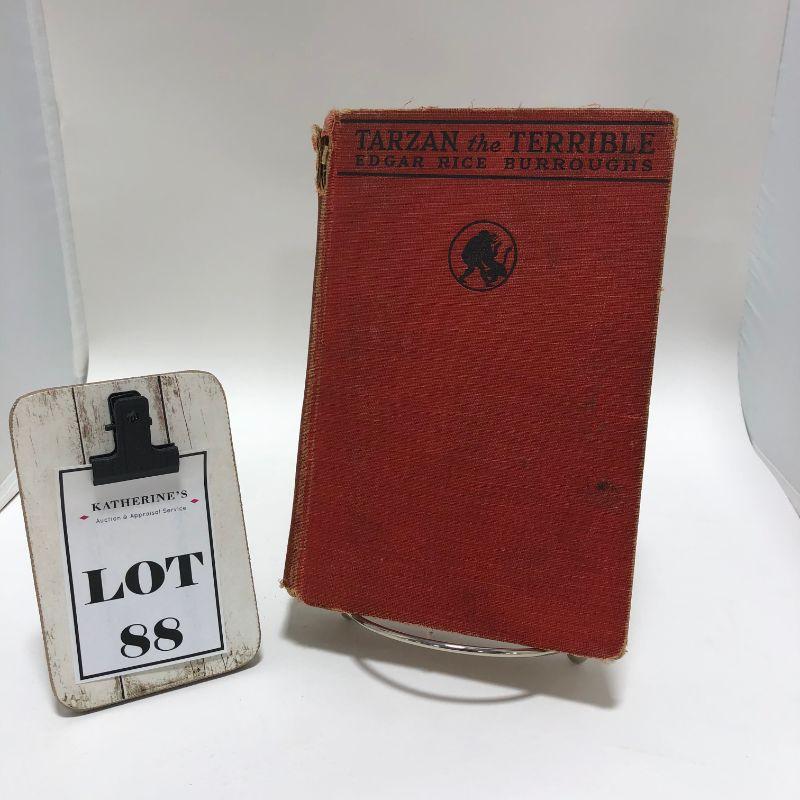 TARZAN the TERRIBLE
EDGAR RICE BURROUGHS
KATHERINE'S
Auction & Appraisal Service
LOT
88